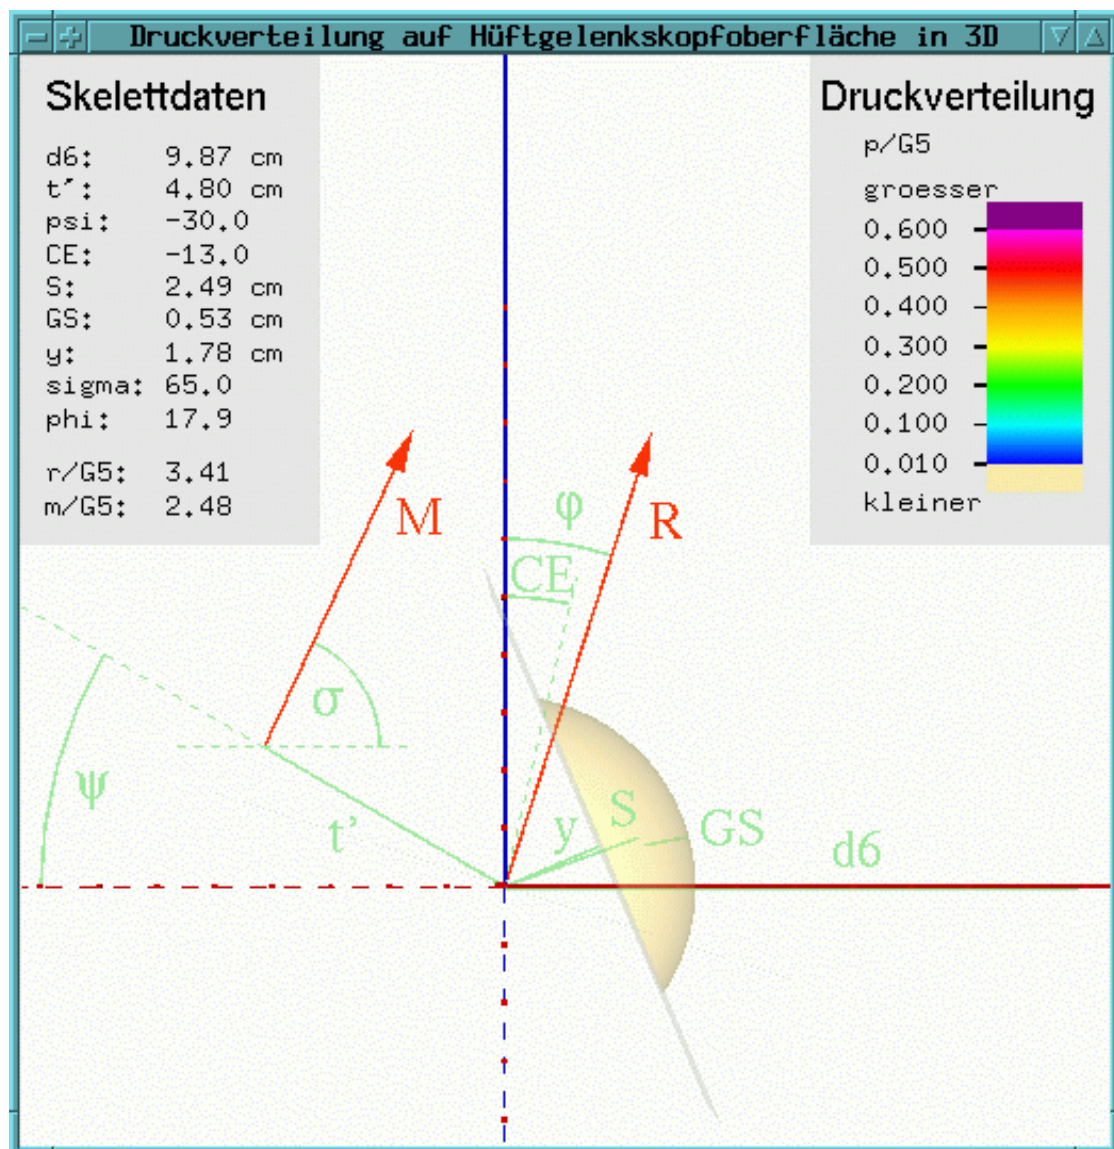 Druckverteilung auf Hüftgelenkskopfoberfläche in 3D
Skelettdaten
d6: 9.87 cm
t´: 4.80 cm
psi: -30.0
CE: -13.0
S: 2.49 cm
GS: 0.53 cm
y: 1.78 cm
sigma: 65.0
phi: 17.9
r/G5: 3.41
m/G5: 2.48
Druckverteilung
p/G5
groesser
0.600
0.500
0.400
0.300
0.200
0.100
0.010
kleiner
M
φ
R
CE
σ
ψ
t’
y
S
GS
d6